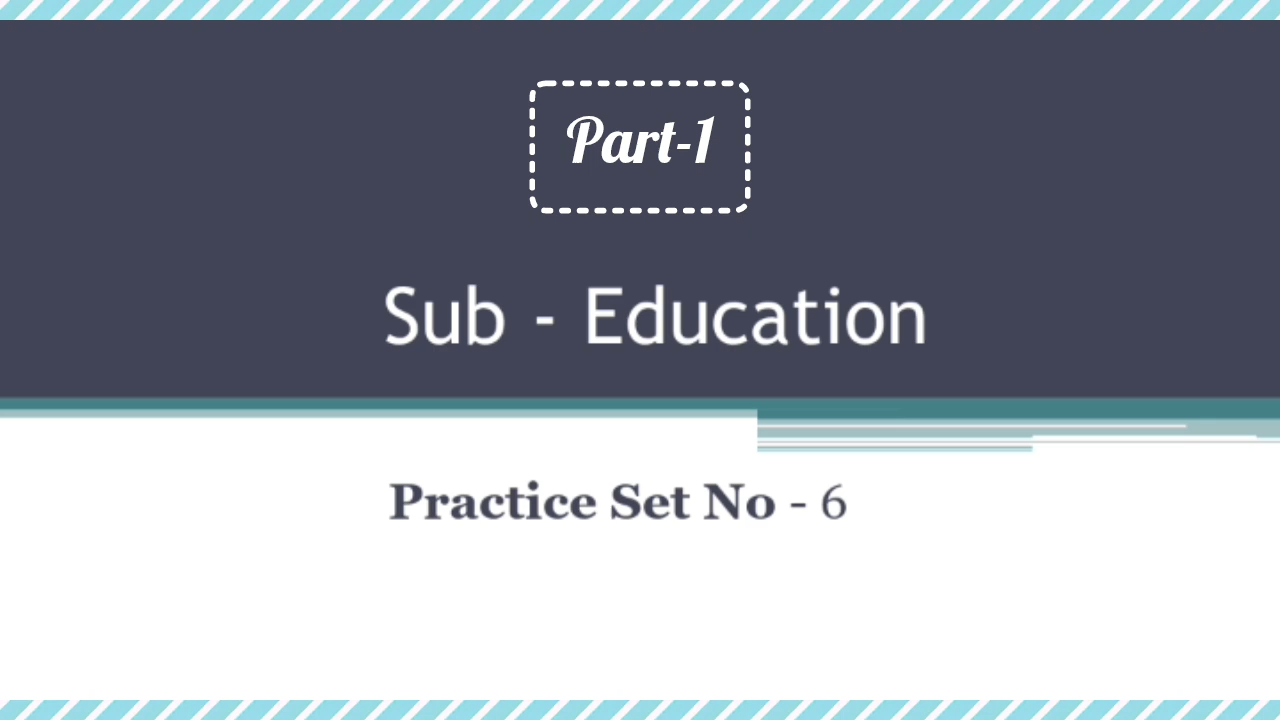 Part-1
Sub - Education
Practice Set No - 6